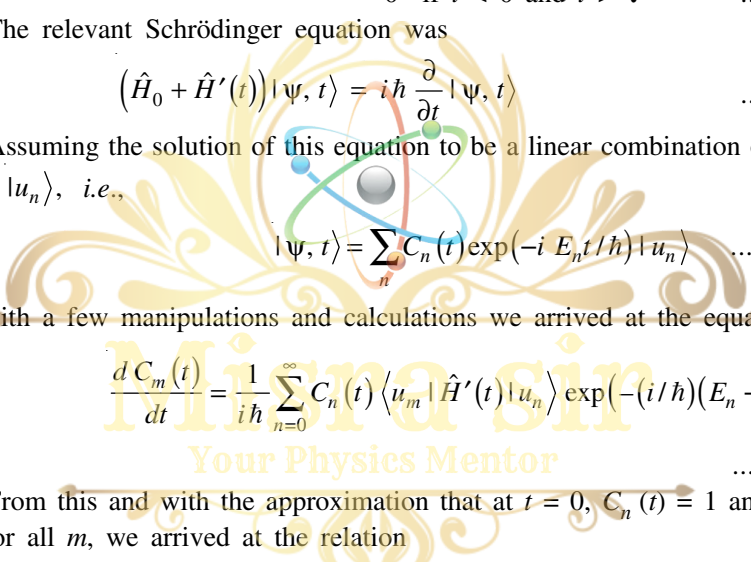 The relevant Schrödinger equation was
(Ĥ₀ + Ĥ′(t)) | ψ, t⟩ = iħ ∂/∂t | ψ, t⟩
Assuming the solution of this equation to be a linear combination
|uₙ⟩, i.e.,
| ψ, t⟩ = ∑ₙ Cₙ(t) exp(−i Eₙt/ħ) | uₙ⟩ ...
with a few manipulations and calculations we arrived at the
d Cₘ(t)/dt = 1/iħ ∑ₙ₌₀^∞ Cₙ(t) ⟨uₘ | Ĥ′(t) | uₙ⟩ exp(−(i/ħ)(Eₙ −
Misra sir
Your Physics Mentor
...
From this and with the approximation that at t = 0, Cₙ(t) = 1
for all m, we arrived at the relation